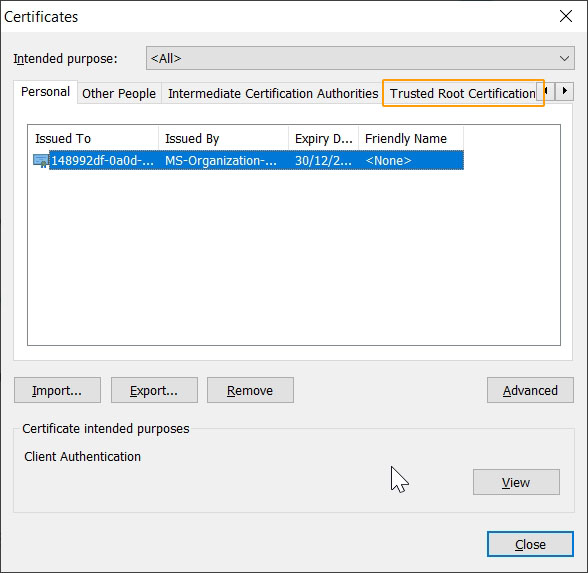 Certificates
Intended purpose: <All>
Personal Other People Intermediate Certification Authorities Trusted Root Certification
Issued To Issued By Expiry D... Friendly Name
148992df-0a0d-... MS-Organization-... 30/12/2... <None>
Import... Export... Remove Advanced
Certificate intended purposes
Client Authentication
View
Close